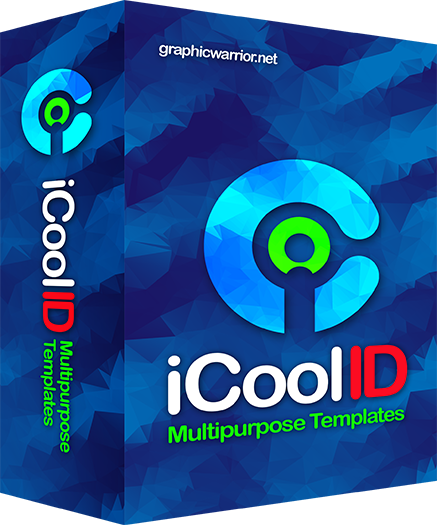 graphicwarrior.net
iCoolID
Multipurpose Templates
iCoolID
Multipurpose
Templates